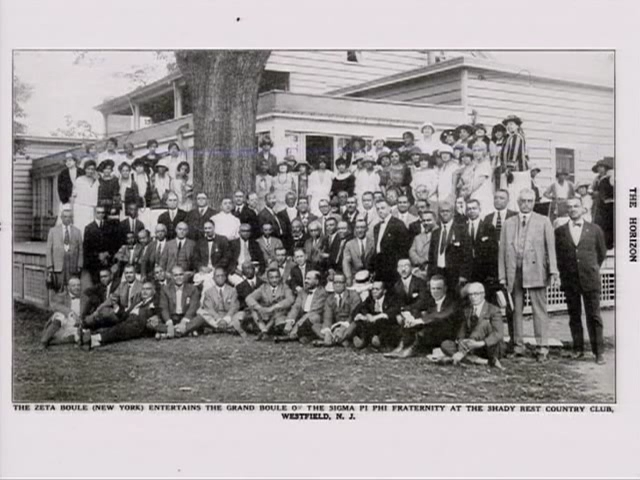 THE HORIZON
THE ZETA BOULE (NEW YORK) ENTERTAINS THE GRAND BOULE OF THE SIGMA PI PHI FRATERNITY AT THE SHADY REST COUNTRY CLUB,
WESTFIELD, N. J.